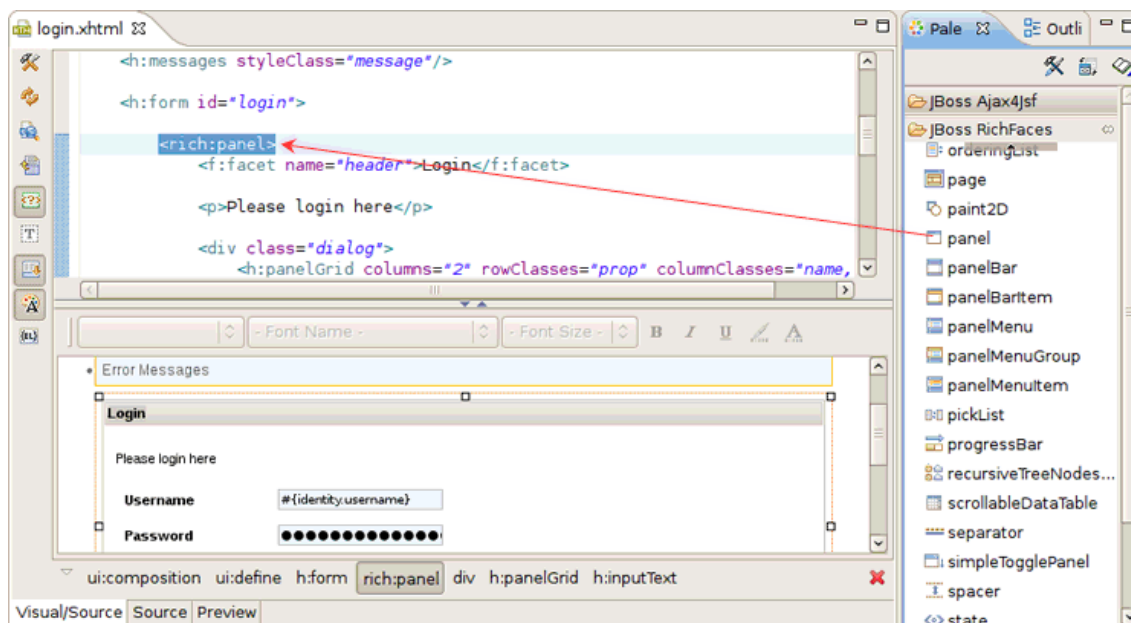 login.xhtml
<h:messages styleClass="message"/>
<h:form id="login">
<rich:panel>
<f:facet name="header">Login</f:facet>
<p>Please login here</p>
<div class="dialog">
<h:panelGrid columns="2" rowClasses="prop" columnClasses="name,
- Font Name -
- Font Size -
B I U A
Error Messages
Login
Please login here
Username #{identity.username}
Password ●●●●●●●●●●●●●
ui:composition ui:define h:form rich:panel div h:panelGrid h:inputText
Visual/Source Source Preview
Pale Outli
JBoss Ajax4Jsf
JBoss RichFaces
orderingList
page
paint2D
panel
panelBar
panelBarItem
panelMenu
panelMenuGroup
panelMenuItem
pickList
progressBar
recursiveTreeNodes...
scrollableDataTable
separator
simpleTogglePanel
spacer
state